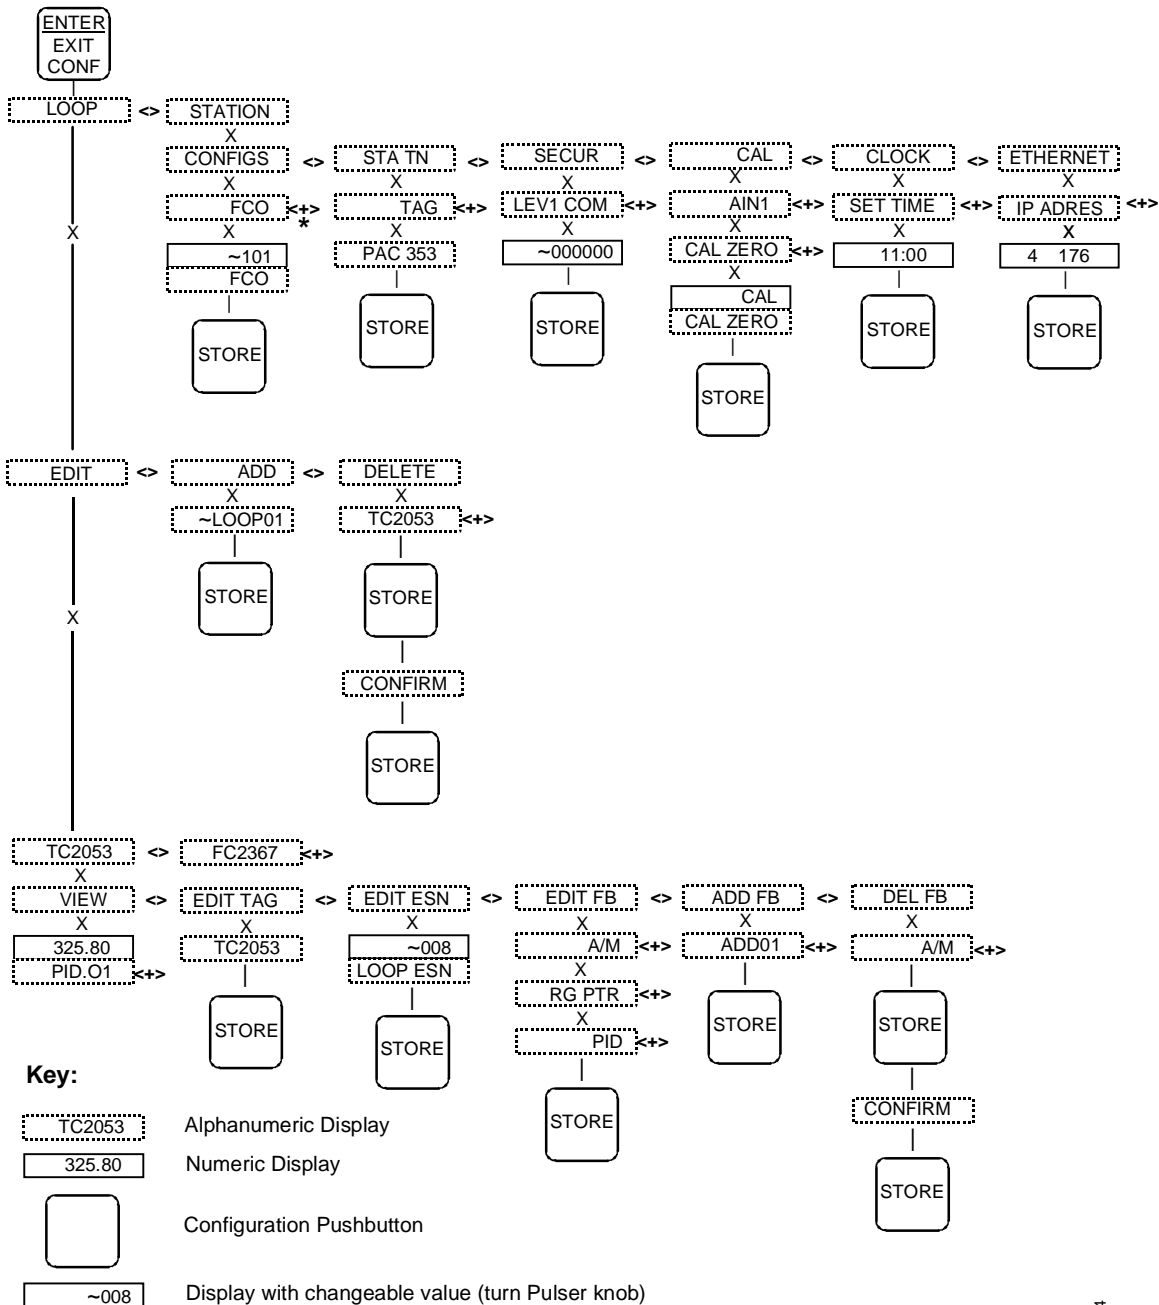 ENTER
EXIT
CONF
LOOP <> STATION
X
CONFIGS <> STA TN <> SECUR <> CAL <> CLOCK <> ETHERNET
X X X X X X
FCO <+> TAG <+> LEV1 COM <+> AIN1 <+> SET TIME <+> IP ADRES <+>
*
X X X X X X X
~101 PAC 353 ~000000 CAL ZERO <+> 11:00 4 176
FCO X
CAL
CAL ZERO
STORE STORE STORE STORE STORE
STORE
EDIT <> ADD <> DELETE
X X
~LOOP01 TC2053 <+>
STORE STORE
X
CONFIRM
STORE
TC2053 <> FC2367 <+>
X
VIEW <> EDIT TAG <> EDIT ESN <> EDIT FB <> ADD FB <> DEL FB
X X X X X X
325.80 TC2053 ~008 A/M <+> ADD01 <+> A/M <+>
PID.O1 <+> LOOP ESN X
RG PTR <+>
X
PID <+>
STORE STORE STORE STORE
Key: STORE CONFIRM
TC2053 Alphanumeric Display
325.80 Numeric Display
STORE
Configuration Pushbutton
~008 Display with changeable value (turn Pulser knob)